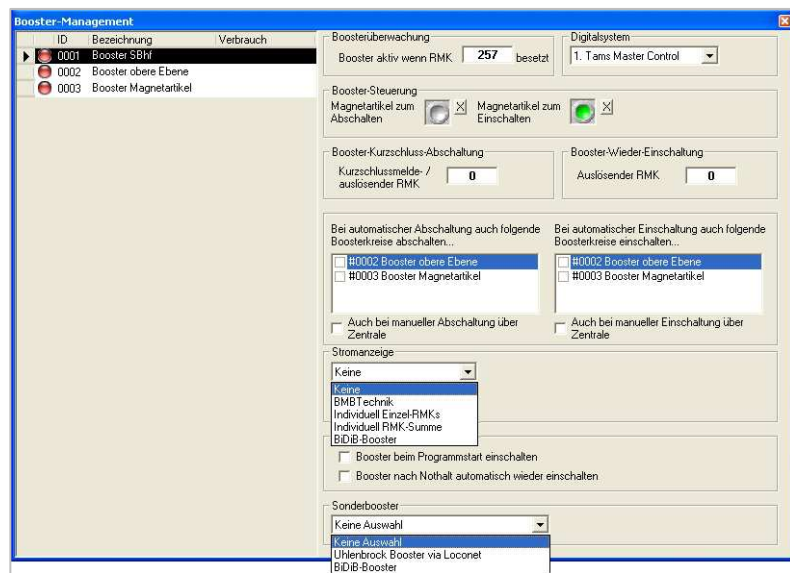 Booster-Management
ID Bezeichnung Verbrauch
0001 Booster SBhf
0002 Booster obere Ebene
0003 Booster Magnetartikel
Boosterüberwachung
Booster aktiv wenn RMK 257 besetzt
Digitalsystem
1. Tams Master Control
Booster-Steuerung
Magnetartikel zum
Abschalten
X
Magnetartikel zum
Einschalten
X
Booster-Kurzschluss-Abschaltung
Kurzschlussmelde- /
auslösender RMK
0
Booster-Wieder-Einschaltung
Auslösender RMK 0
Bei automatischer Abschaltung auch folgende
Boosterkreise abschalten...
#0002 Booster obere Ebene
#0003 Booster Magnetartikel
Auch bei manueller Abschaltung über
Zentrale
Bei automatischer Einschaltung auch folgende
Boosterkreise einschalten...
#0002 Booster obere Ebene
#0003 Booster Magnetartikel
Auch bei manueller Einschaltung über
Zentrale
Stromanzeige
Keine
Keine
BMBTechnik
Individuell Einzel-RMKs
Individuell RMK-Summe
BiDiB-Booster
Booster beim Programmstart einschalten
Booster nach Nothalt automatisch wieder einschalten
Sonderbooster
Keine Auswahl
Keine Auswahl
Uhlenbrock Booster via Loconet
BiDiB-Booster